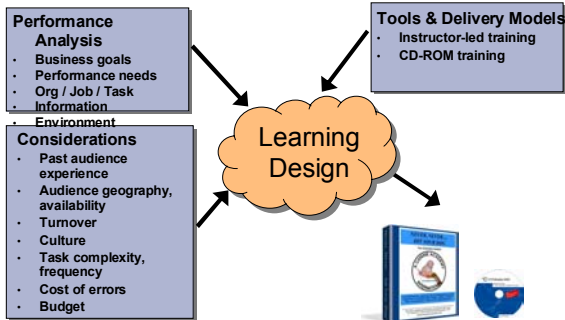 Performance
Analysis
• Business goals
• Performance needs
• Org / Job / Task
• Information
• Environment
Considerations
• Past audience
experience
• Audience geography,
availability
• Turnover
• Culture
• Task complexity,
frequency
• Cost of errors
• Budget
Learning
Design
Tools & Delivery Models
• Instructor-led training
• CD-ROM training